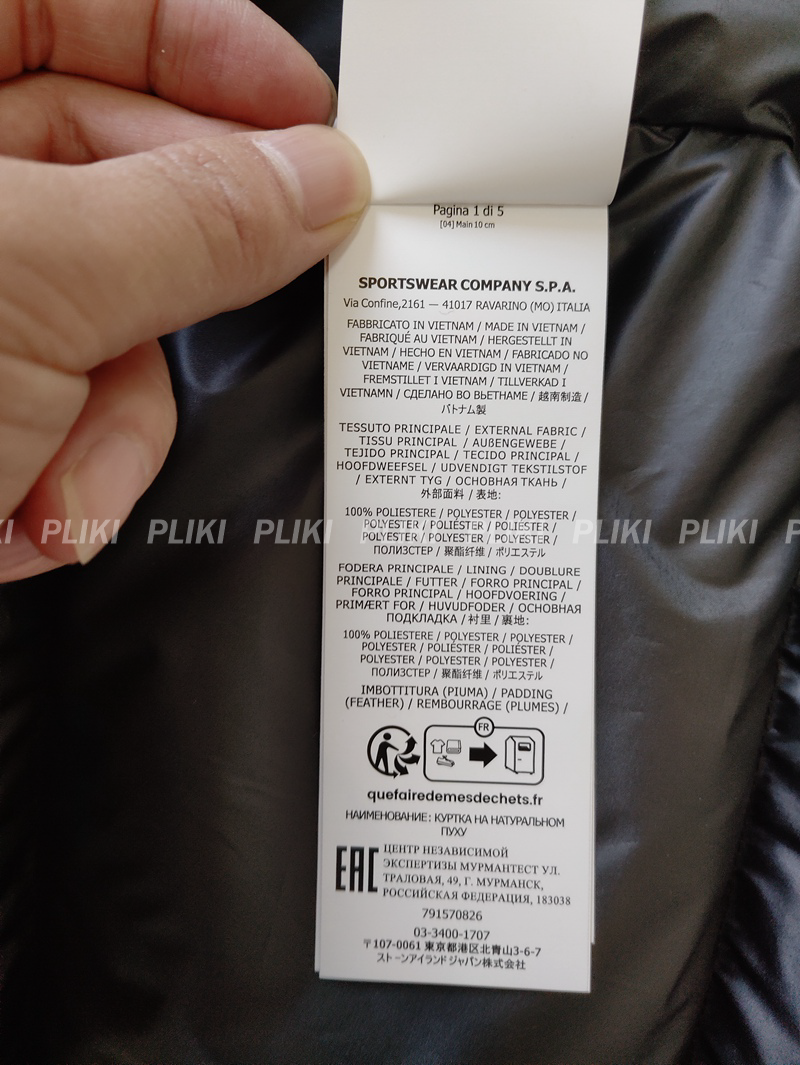 Pagina 1 di 5
[04] Main 10 cm
SPORTSWEAR COMPANY S.P.A.
Via Confine,2161 — 41017 RAVARINO (MO) ITALIA
FABBRICATO IN VIETNAM / MADE IN VIETNAM /
FABRIQUÉ AU VIETNAM / HERGESTELLT IN
VIETNAM / HECHO EN VIETNAM / FABRICADO NO
VIETNAME / VERVAARDIGD IN VIETNAM /
FREMSTILLET I VIETNAM / TILLVERKAD I
VIETNAMN / СДЕЛАНО ВО ВЬЕТНАМЕ / 越南制造 /
バトナム製
TESSUTO PRINCIPALE / EXTERNAL FABRIC /
TISSU PRINCIPAL / AUßENGEWEBE /
TEJIDO PRINCIPAL / TECIDO PRINCIPAL /
HOOFDWEEFSEL / UDVENDIGT TEKSTILSTOF
/ EXTERNT TYG / ОСНОВНАЯ ТКАНЬ /
外部面料 / 表地:
100% POLIESTERE / POLYESTER / POLYESTER /
POLYESTER / POLIÉSTER / POLIÉSTER /
POLYESTER / POLYESTER / POLYESTER /
ПОЛИЭСТЕР / 聚酯纤维 / ポリエステル
PLIKI PLIKI PLIKI PLIKI PLIKI PLIKI
FODERA PRINCIPALE / LINING / DOUBLURE
PRINCIPALE / FUTTER / FORRO PRINCIPAL /
FORRO PRINCIPAL / HOOFDVOERING /
PRIMÆRT FOR / HUVUDFODER / ОСНОВНАЯ
ПОДКЛАДКА / 衬里 / 裏地:
100% POLIESTERE / POLYESTER / POLYESTER /
POLYESTER / POLIÉSTER / POLIÉSTER /
POLYESTER / POLYESTER / POLYESTER /
ПОЛИЭСТЕР / 聚酯纤维 / ポリエステル
IMBOTTITURA (PIUMA) / PADDING
(FEATHER) / REMBOURRAGE (PLUMES) /
FR
quefairedemesdechets.fr
НАИМЕНОВАНИЕ: КУРТКА НА НАТУРАЛЬНОМ
ПУХУ
EAC
ЦЕНТР НЕЗАВИСИМОЙ
ЭКСПЕРТИЗЫ МУРМАНТЕСТ УЛ.
ТРАЛОВАЯ, 49, Г. МУРМАНСК,
РОССИЙСКАЯ ФЕДЕРАЦИЯ, 183038
791570826
03-3400-1707
〒107-0061 東京都港区北青山3-6-7
ストーンアイランド ジャパン株式会社